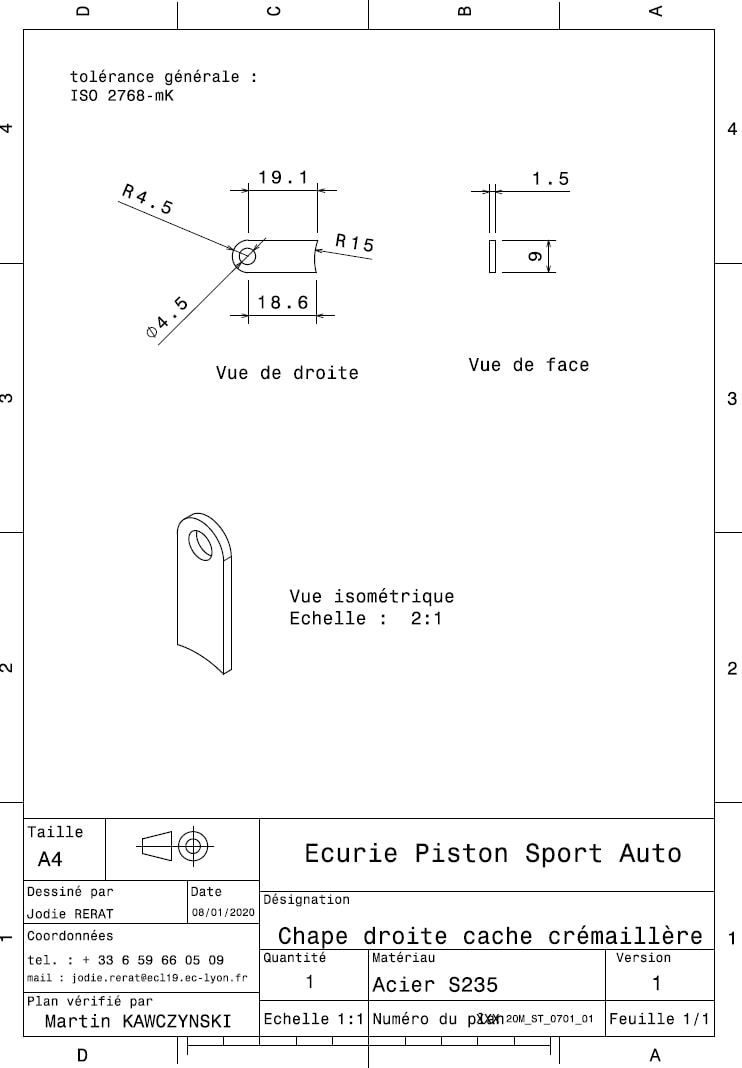 D C B A
tolérance générale :
ISO 2768-mK
4 4
19.1
1.5
R4.5
R15
9
18.6
Ø4.5
Vue de droite
Vue de face
3 3
Vue isométrique
Echelle : 2:1
2 2
Taille
A4
Ecurie Piston Sport Auto
Dessiné par
Date
Jodie RERAT
08/01/2020
Désignation
Chape droite cache crémaillère
1 1
Coordonnées
tel. : + 33 6 59 66 05 09
mail : jodie.rerat@ecl19.ec-lyon.fr
Quantité
1
Matériau
Acier S235
Version
1
Plan vérifié par
Martin KAWCZYNSKI
Echelle 1:1
Numéro du plan 20M_ST_0701_01
Feuille 1/1
D A